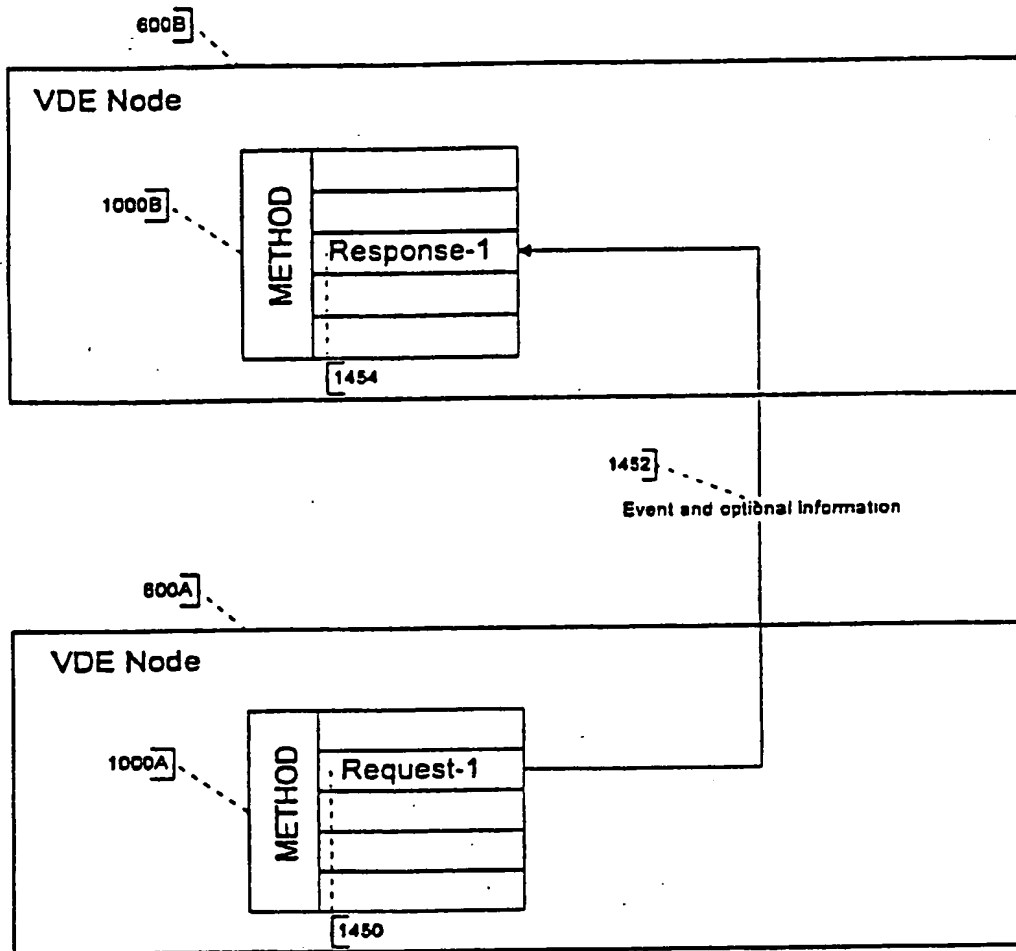 600B
VDE Node
1000B
METHOD
Response-1
1454
1452
Event and optional information
600A
VDE Node
1000A
METHOD
Request-1
1450